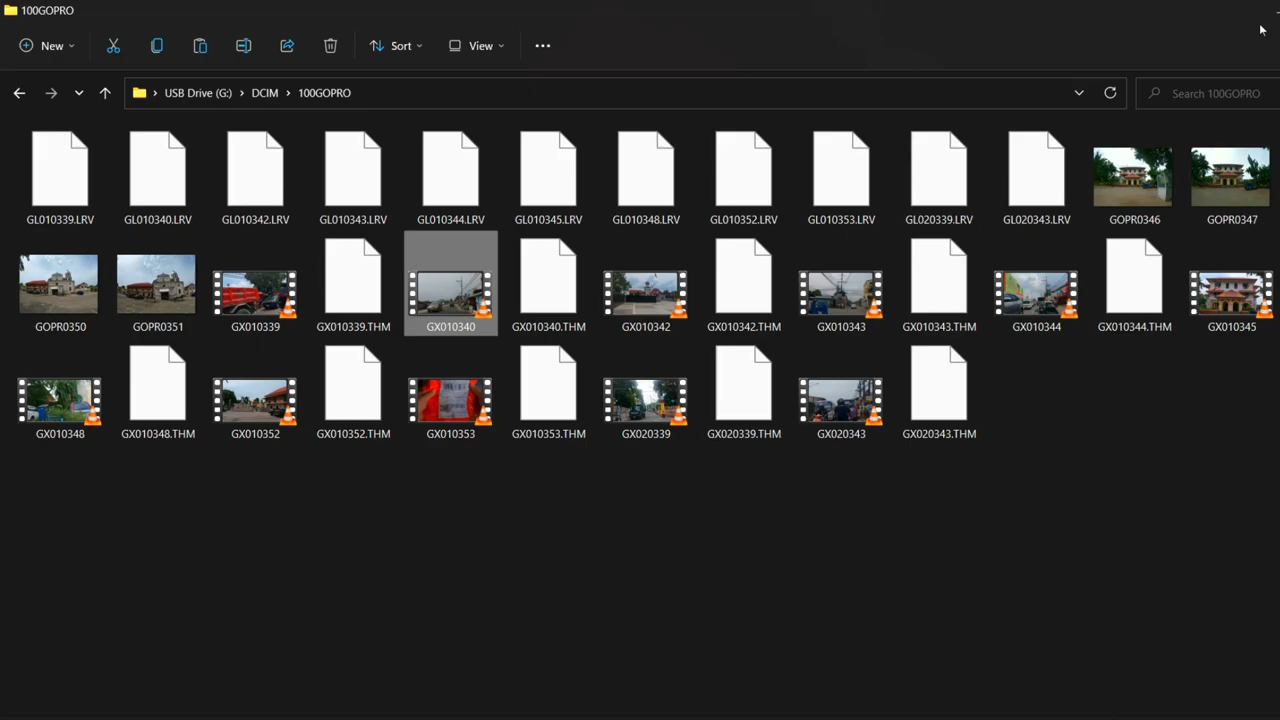 100GOPRO
New
Sort
View
USB Drive (G:)
DCIM
100GOPRO
Search 100GOPRO
GL010339.LRV
GL010340.LRV
GL010342.LRV
GL010343.LRV
GL010344.LRV
GL010345.LRV
GL010348.LRV
GL010352.LRV
GL010353.LRV
GL020339.LRV
GL020343.LRV
GOPR0346
GOPR0347
GOPR0350
GOPR0351
GX010339
GX010339.THM
GX010340
GX010340.THM
GX010342
GX010342.THM
GX010343
GX010343.THM
GX010344
GX010344.THM
GX010345
GX010348
GX010348.THM
GX010352
GX010352.THM
GX010353
GX010353.THM
GX020339
GX020339.THM
GX020343
GX020343.THM